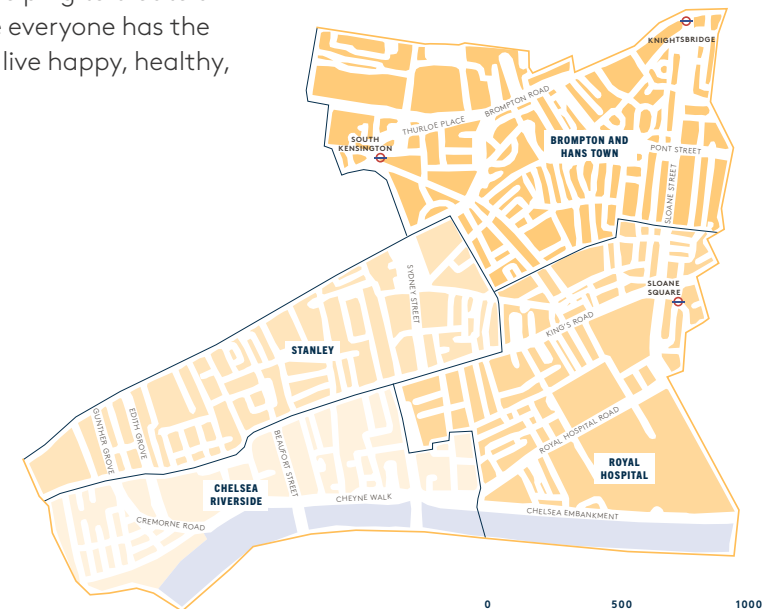 e everyone has the
live happy, healthy,
KNIGHTSBRIDGE
BROMPTON ROAD
THURLOE PLACE
SOUTH
KENSINGTON
BROMPTON AND
HANS TOWN
PONT STREET
SLOANE STREET
SYDNEY STREET
SLOANE
SQUARE
KING'S ROAD
STANLEY
GUNTHER GROVE
EDITH GROVE
BEAUFORT STREET
ROYAL HOSPITAL ROAD
ROYAL
HOSPITAL
CHELSEA
RIVERSIDE
CHEYNE WALK
CHELSEA EMBANKMENT
CREMORNE ROAD
0 500 1000